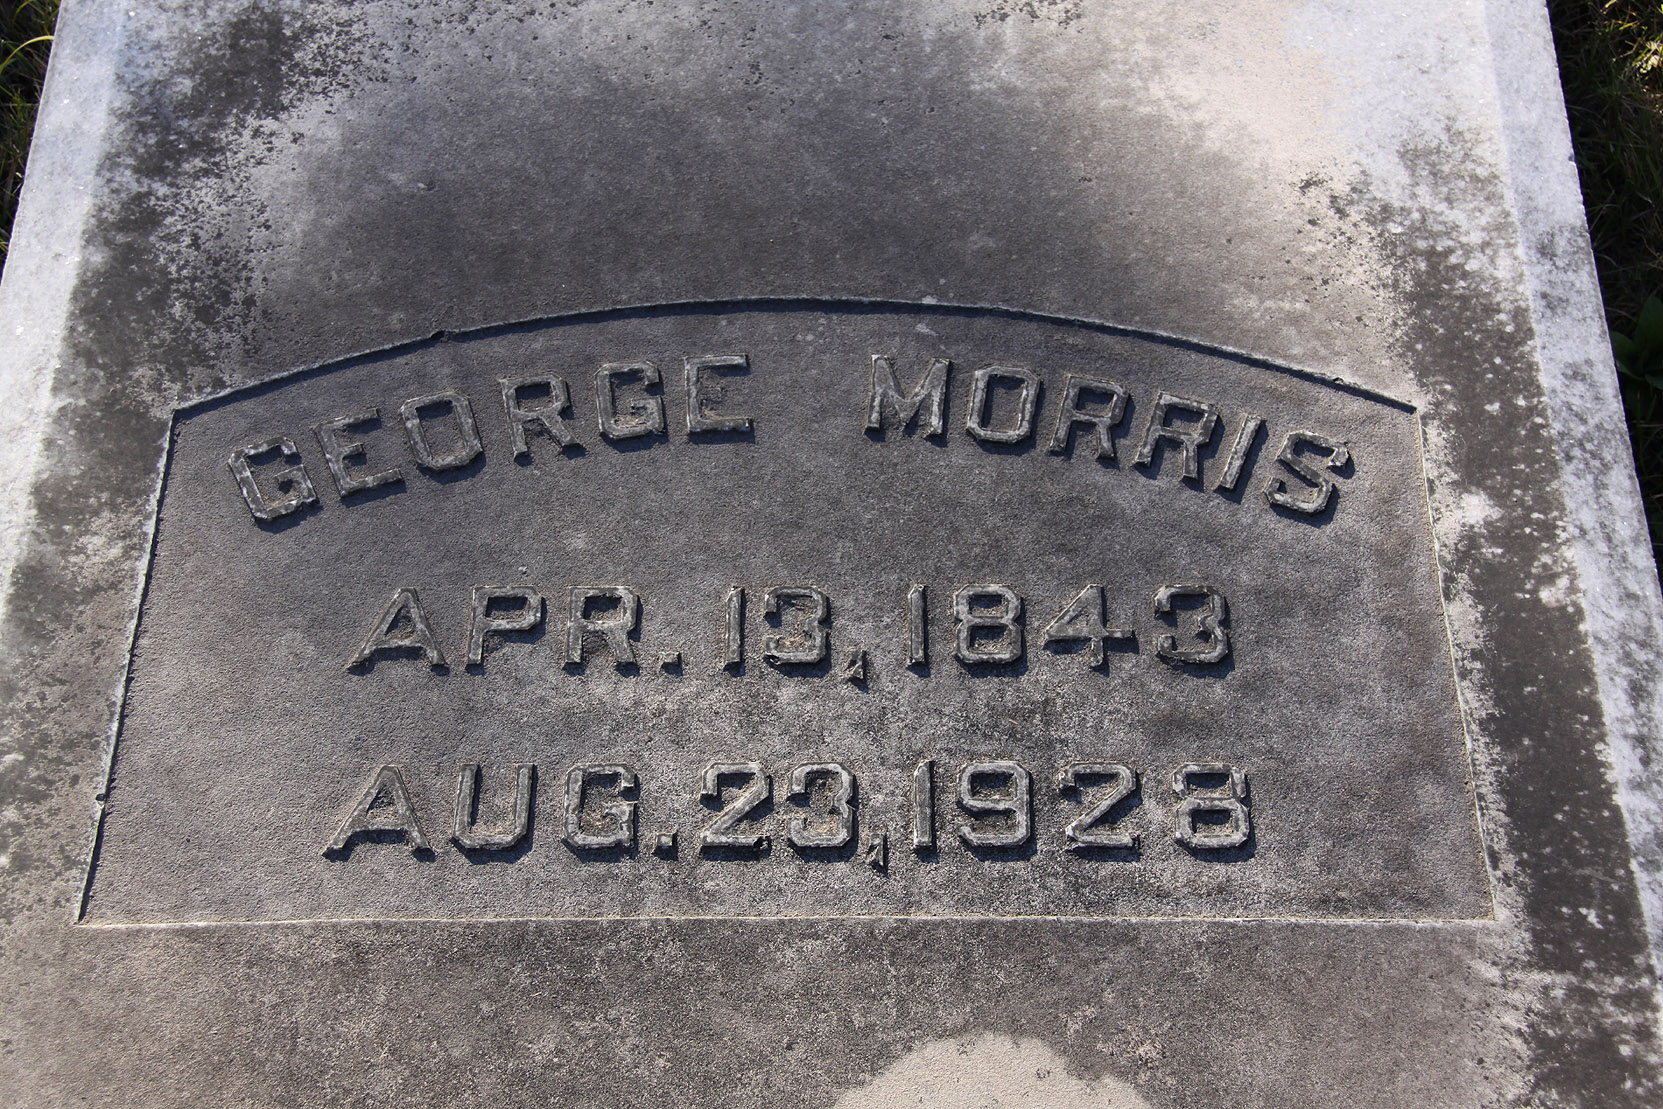 GEORGE MORRIS
APR. 13, 1843
AUG. 23, 1928